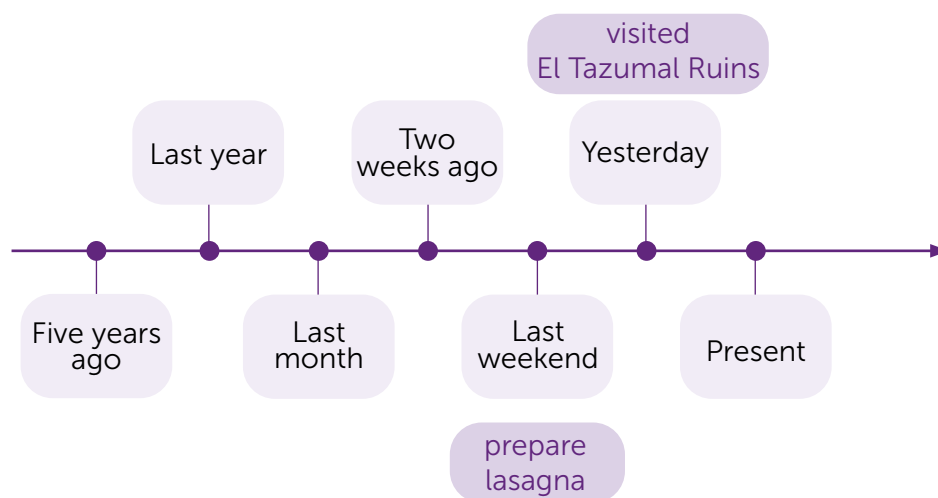 visited
El Tazumal Ruins
Last year
Two
weeks ago
Yesterday
Five years
ago
Last
month
Last
weekend
Present
prepare
lasagna